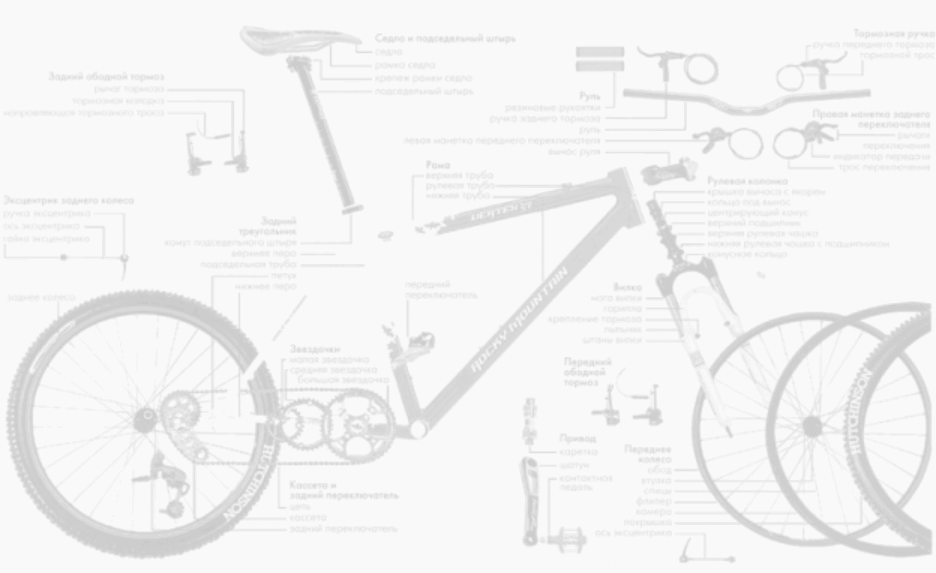 Седло и подседельный штырь
седло
рамка седла
крепеж рамки седла
подседельный штырь
Задний ободной тормоз
рычаг тормоза
тормозная колодка
направляющая тормозного троса
Руль
резиновые рукоятки
ручка заднего тормоза
руль
левая манетка переднего переключателя
вынос руля
Тормозная ручка
ручка переднего тормоза
тормозной трос
Правая манетка заднего
переключателя
рычаги
переключения
индикатор передачи
трос переключения
Рама
верхняя труба
рулевая труба
нижняя труба
Рулевая колонка
крышка выноса с якорем
кольцо под вынос
центрирующий конус
верхний подшипник
верхняя рулевая чашка
нижняя рулевая чашка с подшипником
конусное кольцо
Эксцентрик заднего колеса
ручка эксцентрика
ось эксцентрика
гайка эксцентрика
Задний
треугольник
хомут подседельного штыря
верхнее перо
подседельная труба
петух
нижнее перо
заднее колесо
передний
переключатель
ROCKY MOUNTAIN
Вилка
нога вилки
горилла
крепление тормоза
пыльник
штаны вилки
Звездочки
малая звездочка
средняя звездочка
большая звездочка
Передний
ободной
тормоз
HUTCHINSON
HUTCHINSON
Привод
каретка
шатун
контактная
педаль
Переднее
колесо
обод
втулка
спицы
флиппер
камера
покрышка
ось эксцентрика
Кассета и
задний переключатель
цепь
кассета
задний переключатель